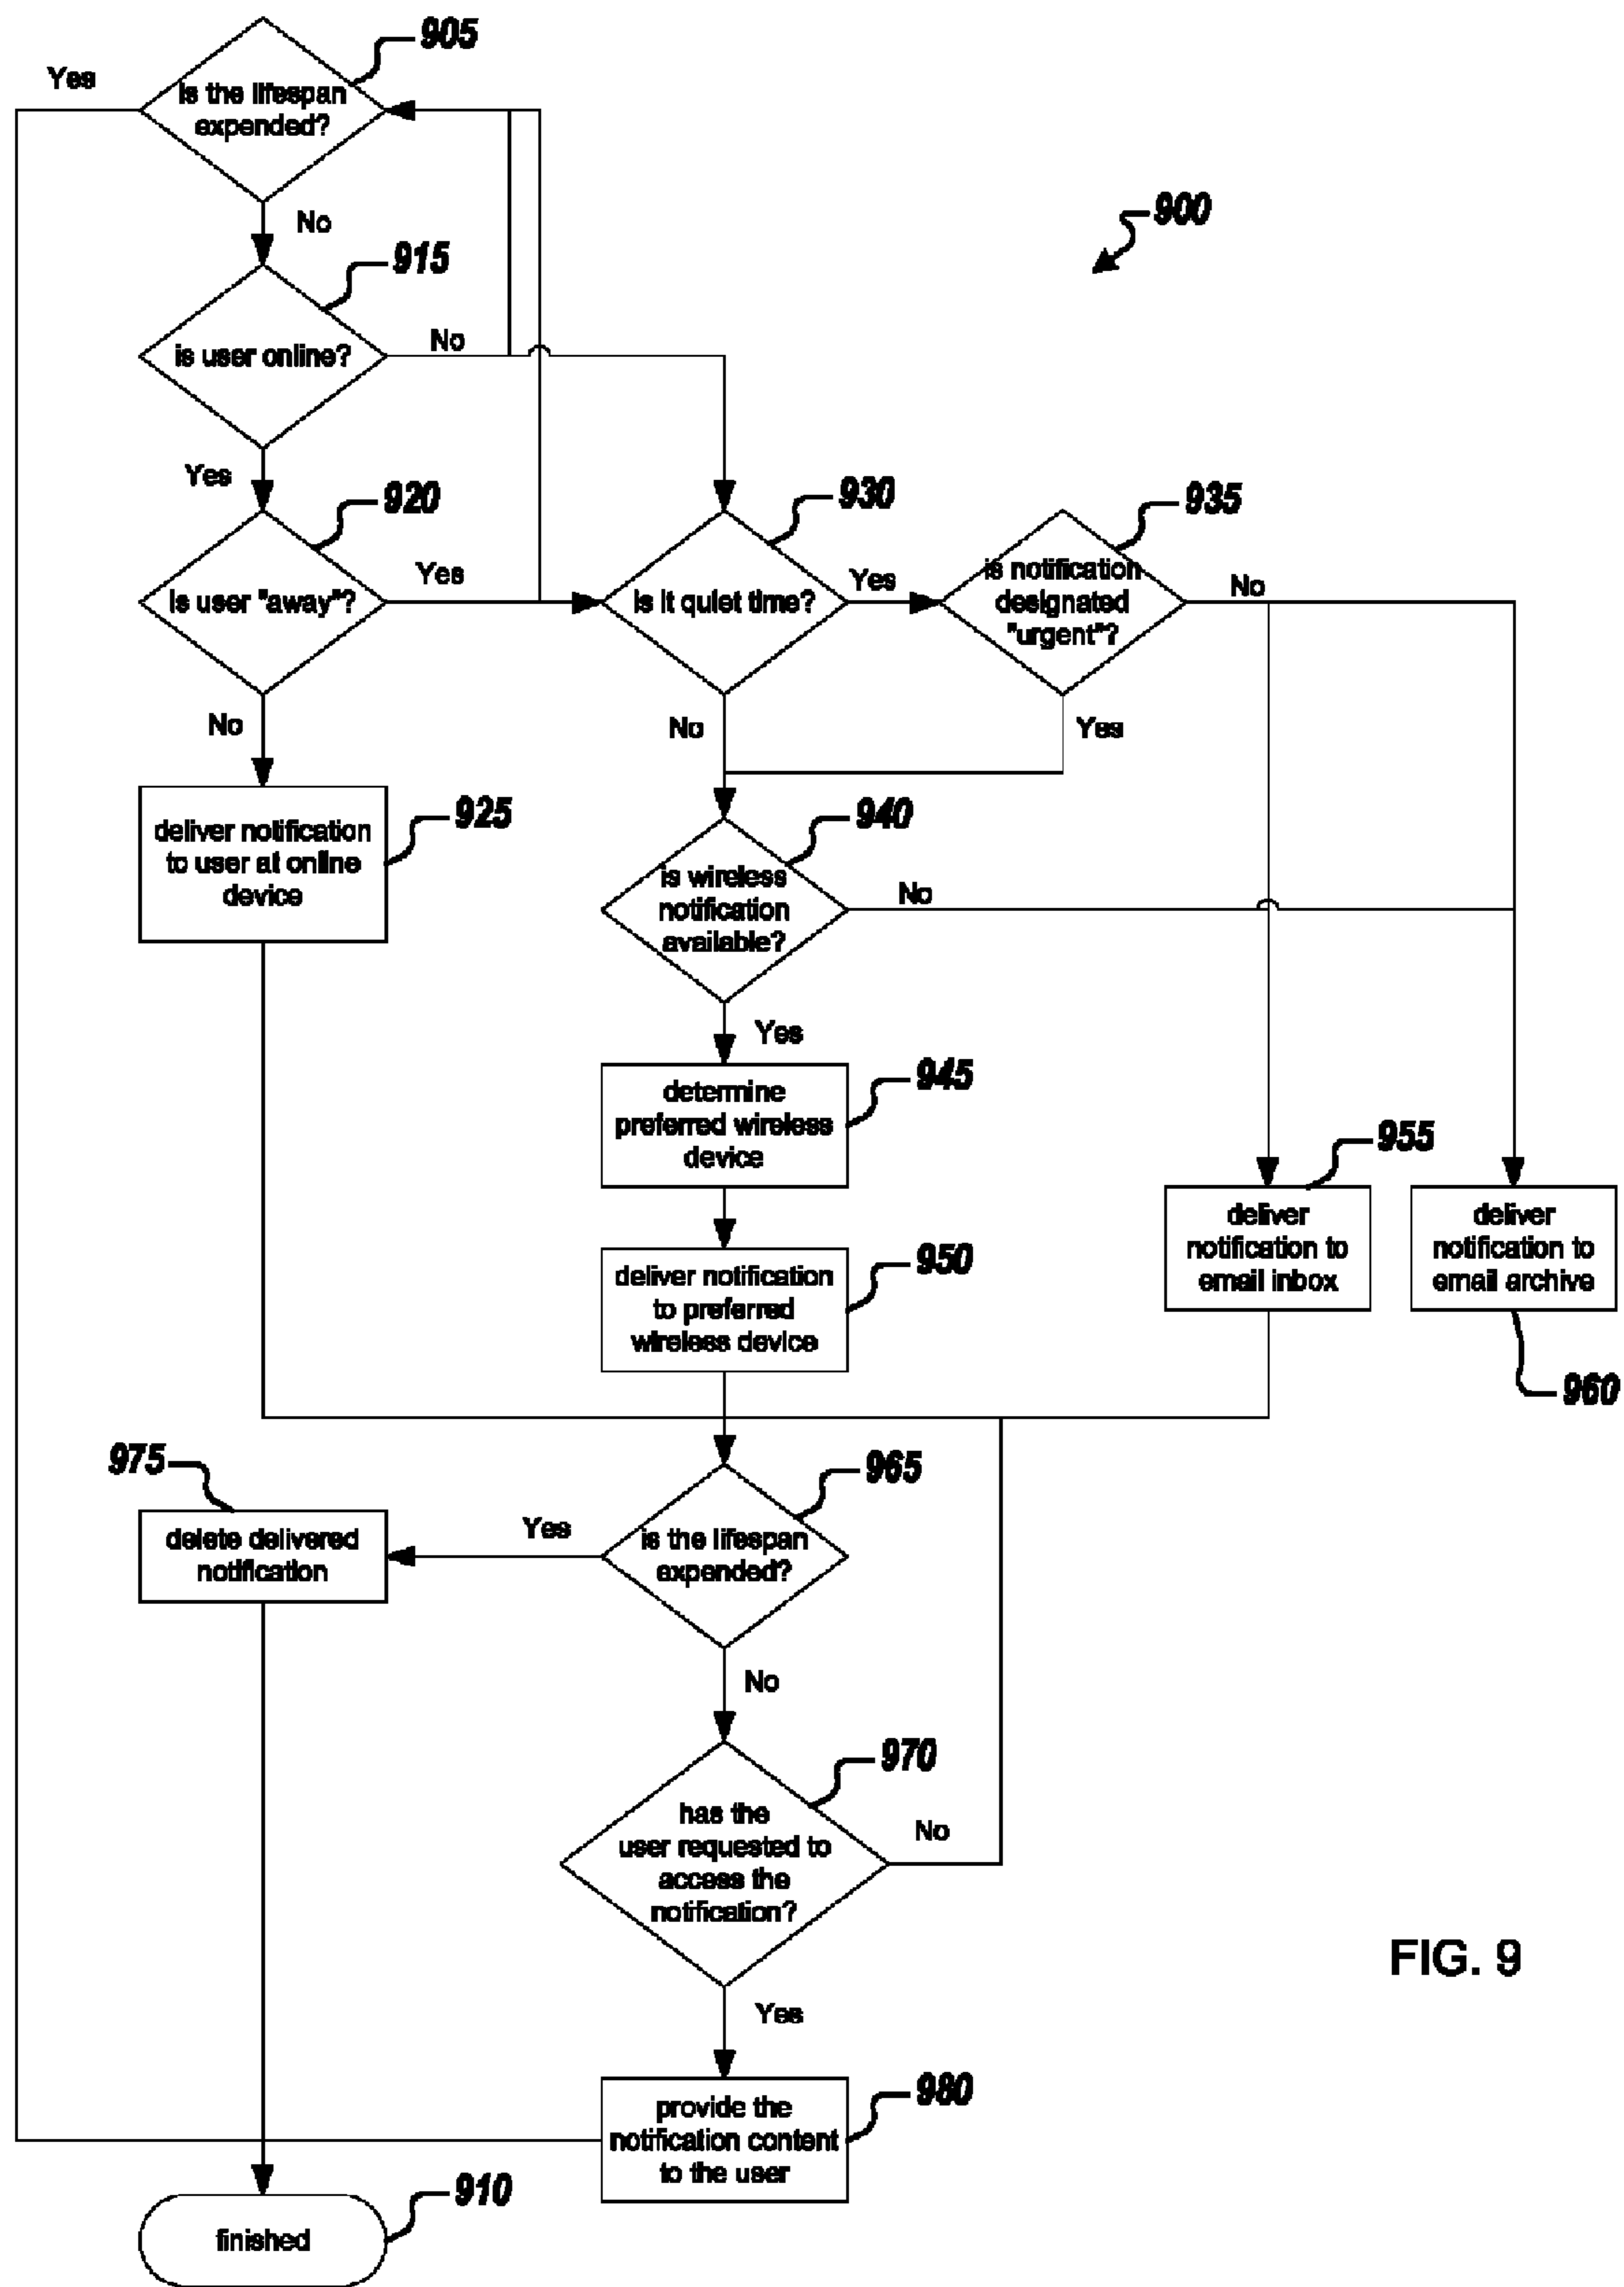 905
Yes
is the lifespan
expended?
No
900
915
is user online?
No
Yes
920
930
935
is user "away"?
Yes
is it quiet time?
Yes
is notification
designated
"urgent"?
No
No
No
Yes
deliver notification
to user at online
device
925
940
is wireless
notification
available?
No
Yes
determine
preferred wireless
device
945
955
deliver
notification to
email inbox
deliver
notification to
email archive
960
deliver notification
to preferred
wireless device
950
975
965
delete delivered
notification
Yes
is the lifespan
expended?
No
970
has the
user requested to
access the
notification?
No
FIG. 9
Yes
980
provide the
notification content
to the user
910
finished